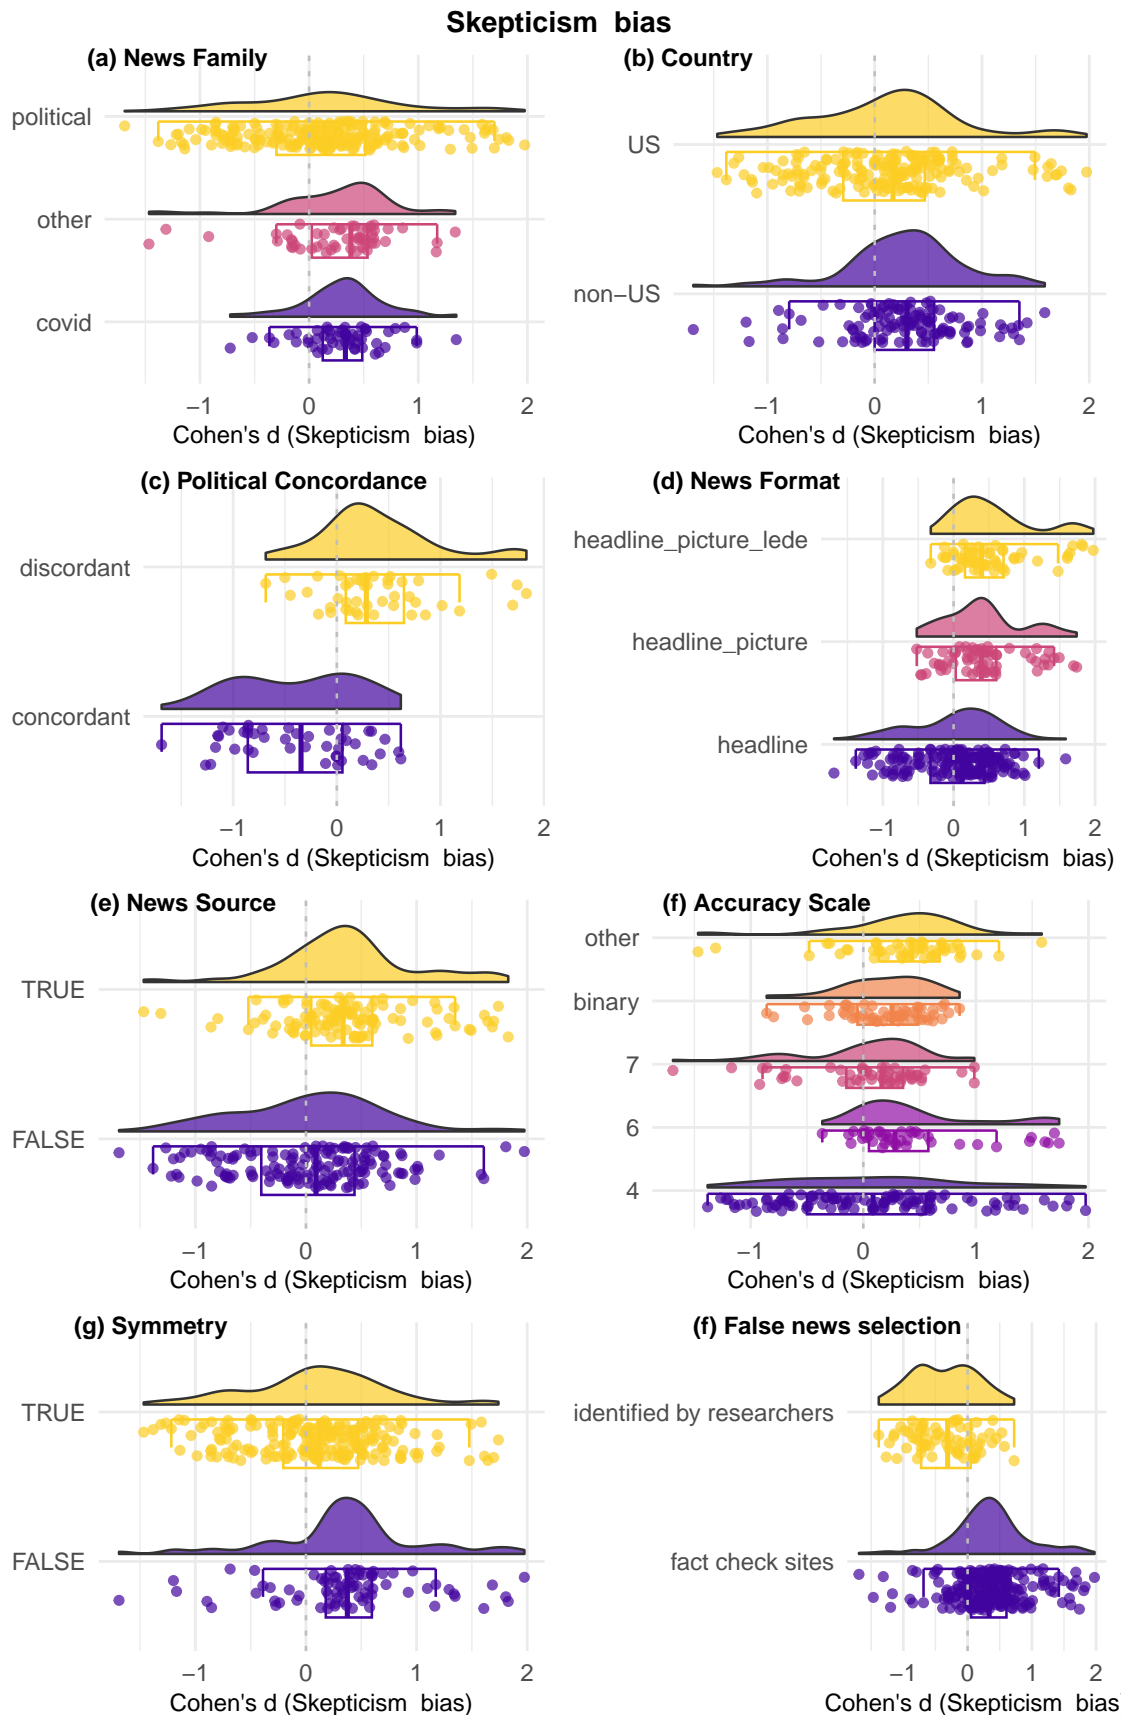 Skepticism  bias
(a) News Family
political
other
covid
−1 0 1 2
Cohen's d (Skepticism  bias)
(b) Country
US
non−US
−1 0 1 2
Cohen's d (Skepticism  bias)
(c) Political Concordance
discordant
concordant
−1 0 1 2
Cohen's d (Skepticism  bias)
(d) News Format
headline_picture_lede
headline_picture
headline
−1 0 1 2
Cohen's d (Skepticism  bias)
(e) News Source
TRUE
FALSE
−1 0 1 2
Cohen's d (Skepticism  bias)
(f) Accuracy Scale
other
binary
7
6
4
−1 0 1 2
Cohen's d (Skepticism  bias)
(g) Symmetry
TRUE
FALSE
−1 0 1 2
Cohen's d (Skepticism  bias)
(f) False news selection
identified by researchers
fact check sites
−1 0 1 2
Cohen's d (Skepticism  bias)